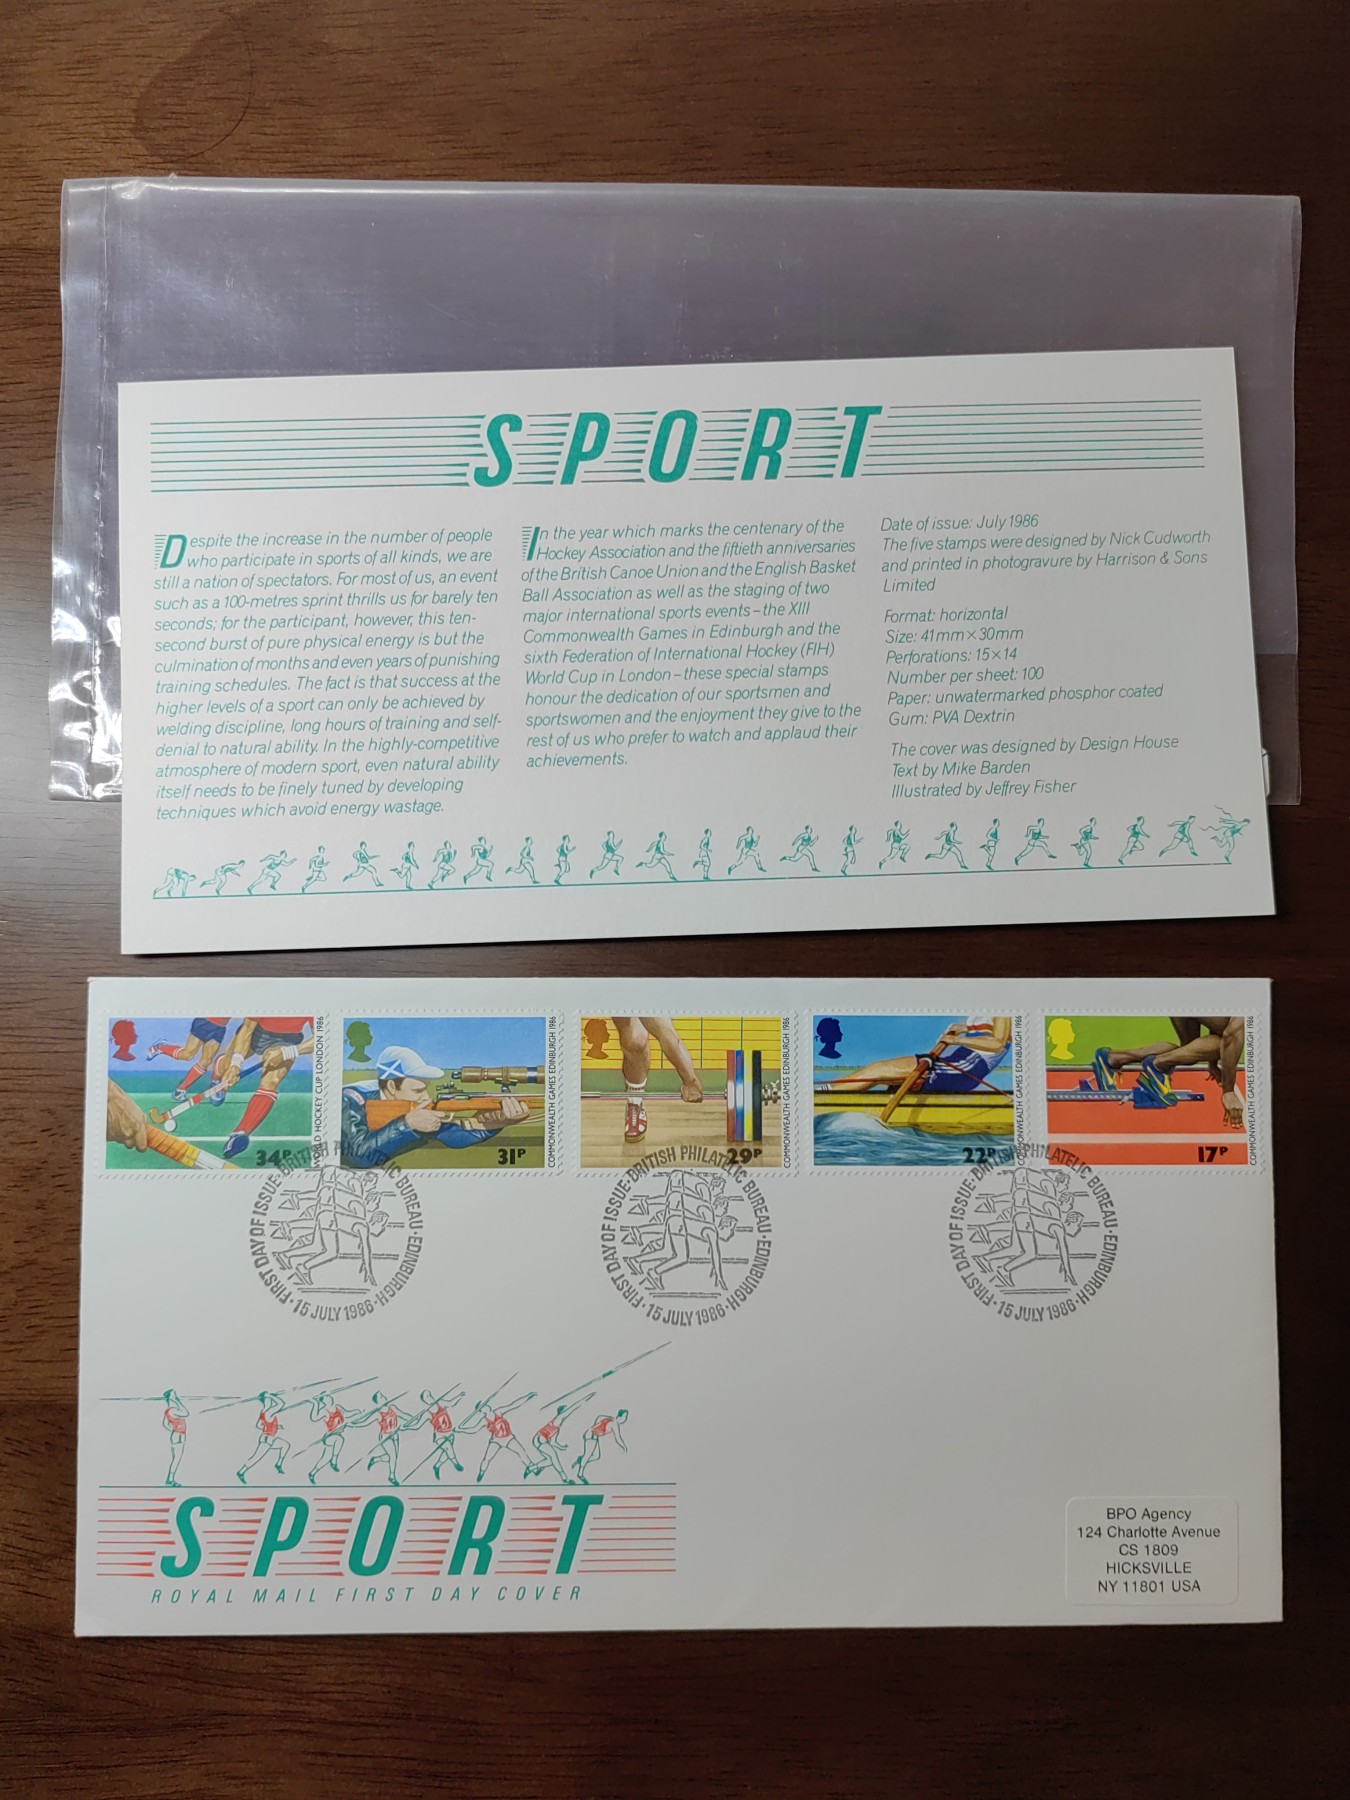 SPORT
Despite the increase in the number of people
who participate in sports of all kinds, we are
still a nation of spectators. For most of us, an event
such as a 100-metres sprint thrills us for barely ten
seconds; for the participant, however, this ten-
second burst of pure physical energy is but the
culmination of months and even years of punishing
training schedules. The fact is that success at the
higher levels of a sport can only be achieved by
welding discipline, long hours of training and self-
denial to natural ability. In the highly-competitive
atmosphere of modern sport, even natural ability
itself needs to be finely tuned by developing
techniques which avoid energy wastage.
In the year which marks the centenary of the
Hockey Association and the fiftieth anniversaries
of the British Canoe Union and the English Basket
Ball Association as well as the staging of two
major international sports events – the XIII
Commonwealth Games in Edinburgh and the
sixth Federation of International Hockey (FIH)
World Cup in London – these special stamps
honour the dedication of our sportsmen and
sportswomen and the enjoyment they give to the
rest of us who prefer to watch and applaud their
achievements.
Date of issue: July 1986
The five stamps were designed by Nick Cudworth
and printed in photogravure by Harrison & Sons
Limited
Format: horizontal
Size: 41mm×30mm
Perforations: 15×14
Number per sheet: 100
Paper: unwatermarked phosphor coated
Gum: PVA Dextrin
The cover was designed by Design House
Text by Mike Barden
Illustrated by Jeffrey Fisher
34P
WORLD HOCKEY CUP LONDON 1986
31P
COMMONWEALTH GAMES EDINBURGH 1986
29P
COMMONWEALTH GAMES EDINBURGH 1986
22P
COMMONWEALTH GAMES EDINBURGH 1986
17P
COMMONWEALTH GAMES EDINBURGH 1986
FIRST DAY OF ISSUE · BRITISH PHILATELIC BUREAU · EDINBURGH · 15 JULY 1986 ·
FIRST DAY OF ISSUE · BRITISH PHILATELIC BUREAU · EDINBURGH · 15 JULY 1986 ·
FIRST DAY OF ISSUE · BRITISH PHILATELIC BUREAU · EDINBURGH · 15 JULY 1986 ·
SPORT
ROYAL MAIL FIRST DAY COVER
BPO Agency
124 Charlotte Avenue
CS 1809
HICKSVILLE
NY 11801 USA